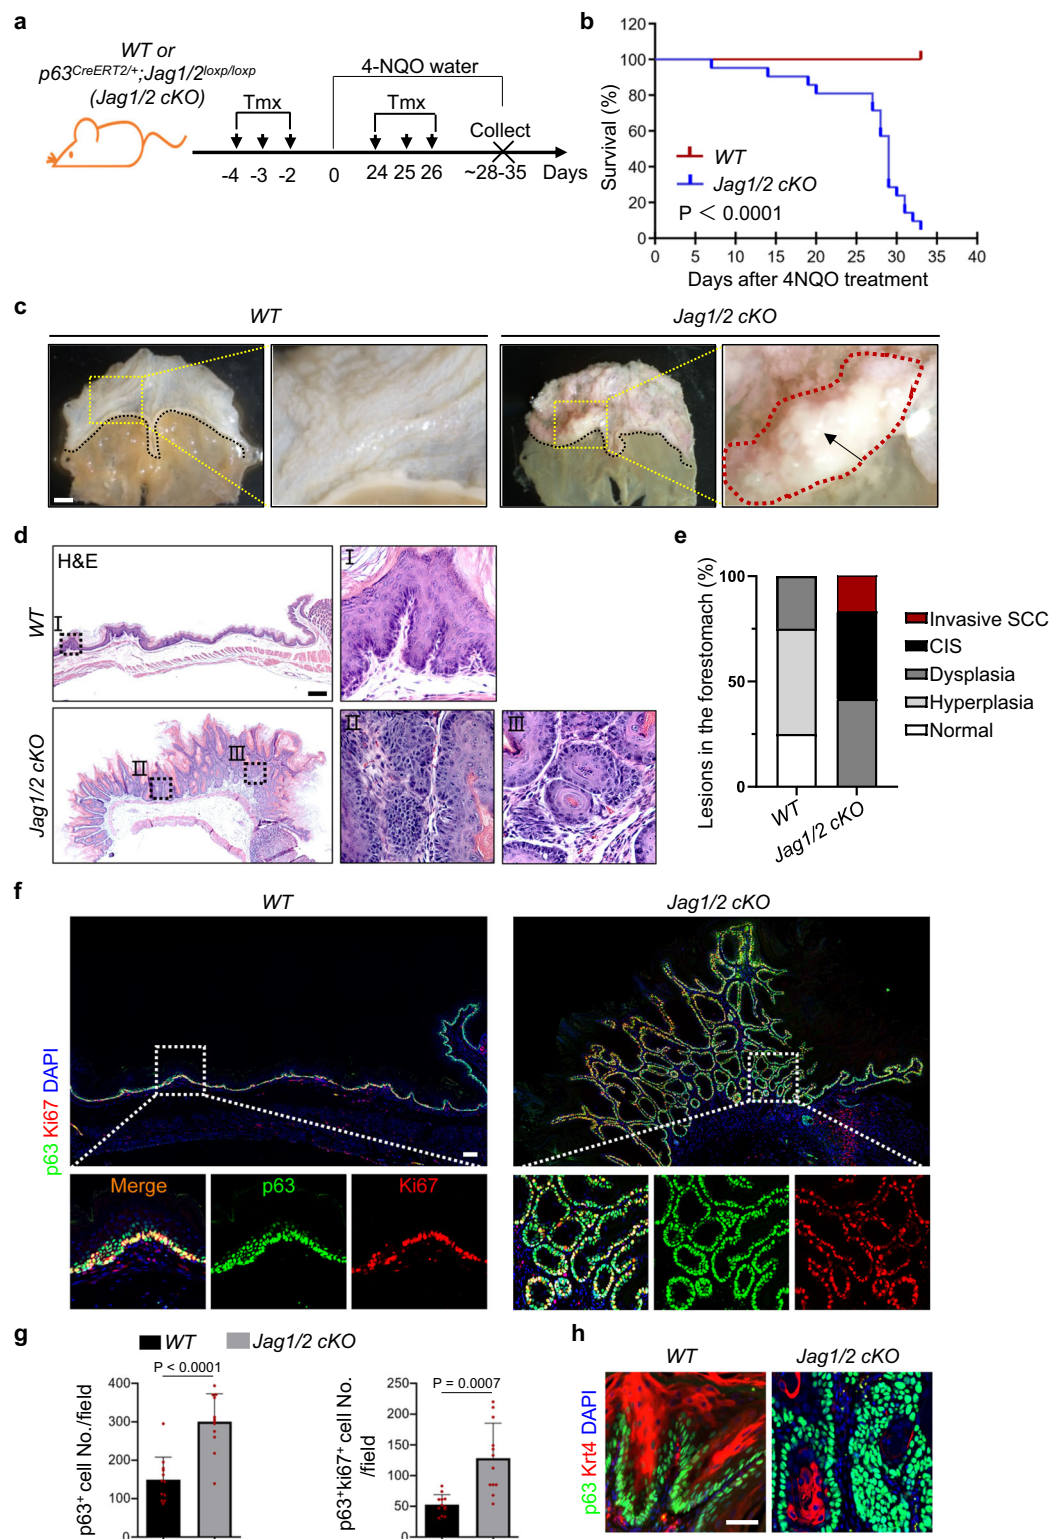 a
WT or
p63CreERT2/+;Jag1/2loxp/loxp
(Jag1/2 cKO)
4-NQO water
Tmx
Tmx
Collect
-4 -3 -2 0 24 25 26 ~28-35 Days
b
120
100
80
60
40
20
0
Survival (%)
WT
Jag1/2 cKO
P < 0.0001
0 5 10 15 20 25 30 35 40
Days after 4NQO treatment
c
WT
Jag1/2 cKO
d
H&E
WT
I
I
Jag1/2 cKO
II
III
II
III
e
Lesions in the forestomach (%)
100
50
0
WT
Jag1/2 cKO
Invasive SCC
CIS
Dysplasia
Hyperplasia
Normal
f
WT
Jag1/2 cKO
p63 Ki67 DAPI
Merge
p63
Ki67
g
WT
Jag1/2 cKO
P < 0.0001
p63+ cell No./field
400
300
200
100
0
P = 0.0007
p63+ki67+ cell No.
/field
250
200
150
100
50
0
h
WT
Jag1/2 cKO
p63 Krt4 DAPI